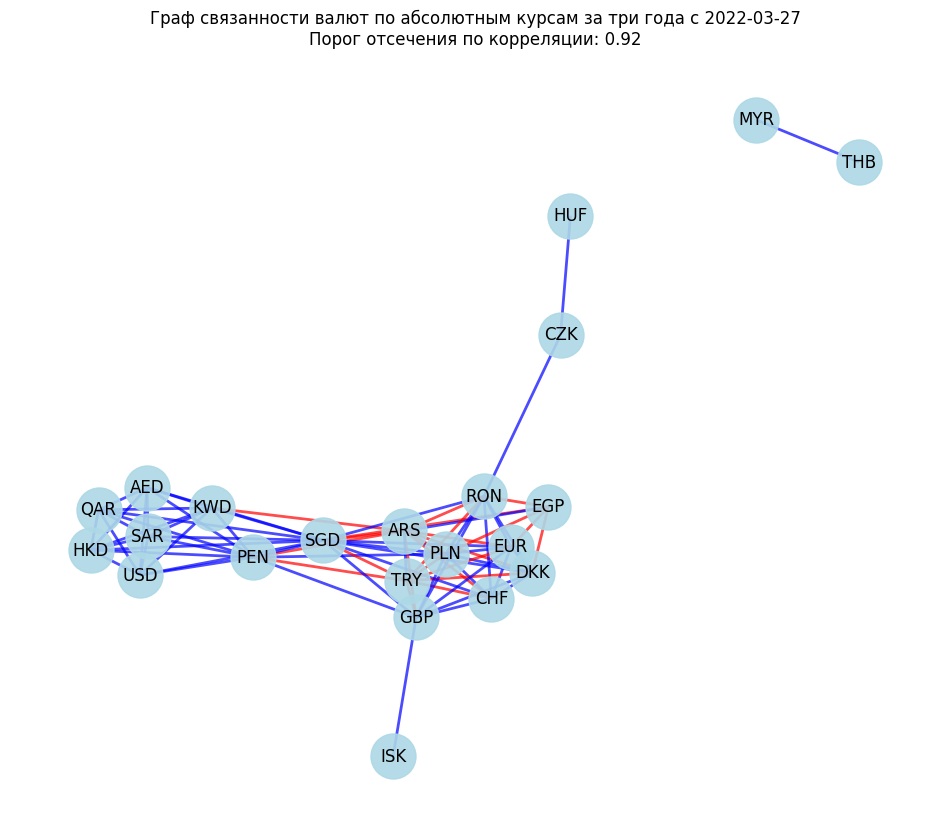 Граф связанности валют по абсолютным курсам за три года с 2022-03-27
Порог отсечения по корреляции: 0.92
MYR
THB
HUF
CZK
AED
RON
QAR
KWD
EGP
ARS
SAR
SGD
EUR
HKD
PEN
PLN
USD
TRY
DKK
CHF
GBP
ISK